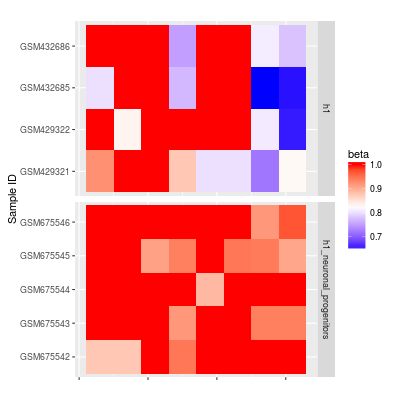 GSM432686
GSM432685
GSM429322
GSM429321
h1
GSM675546
GSM675545
GSM675544
GSM675543
GSM675542
h1_neuronal_progenitors
Sample ID
beta
1.0
0.9
0.8
0.7